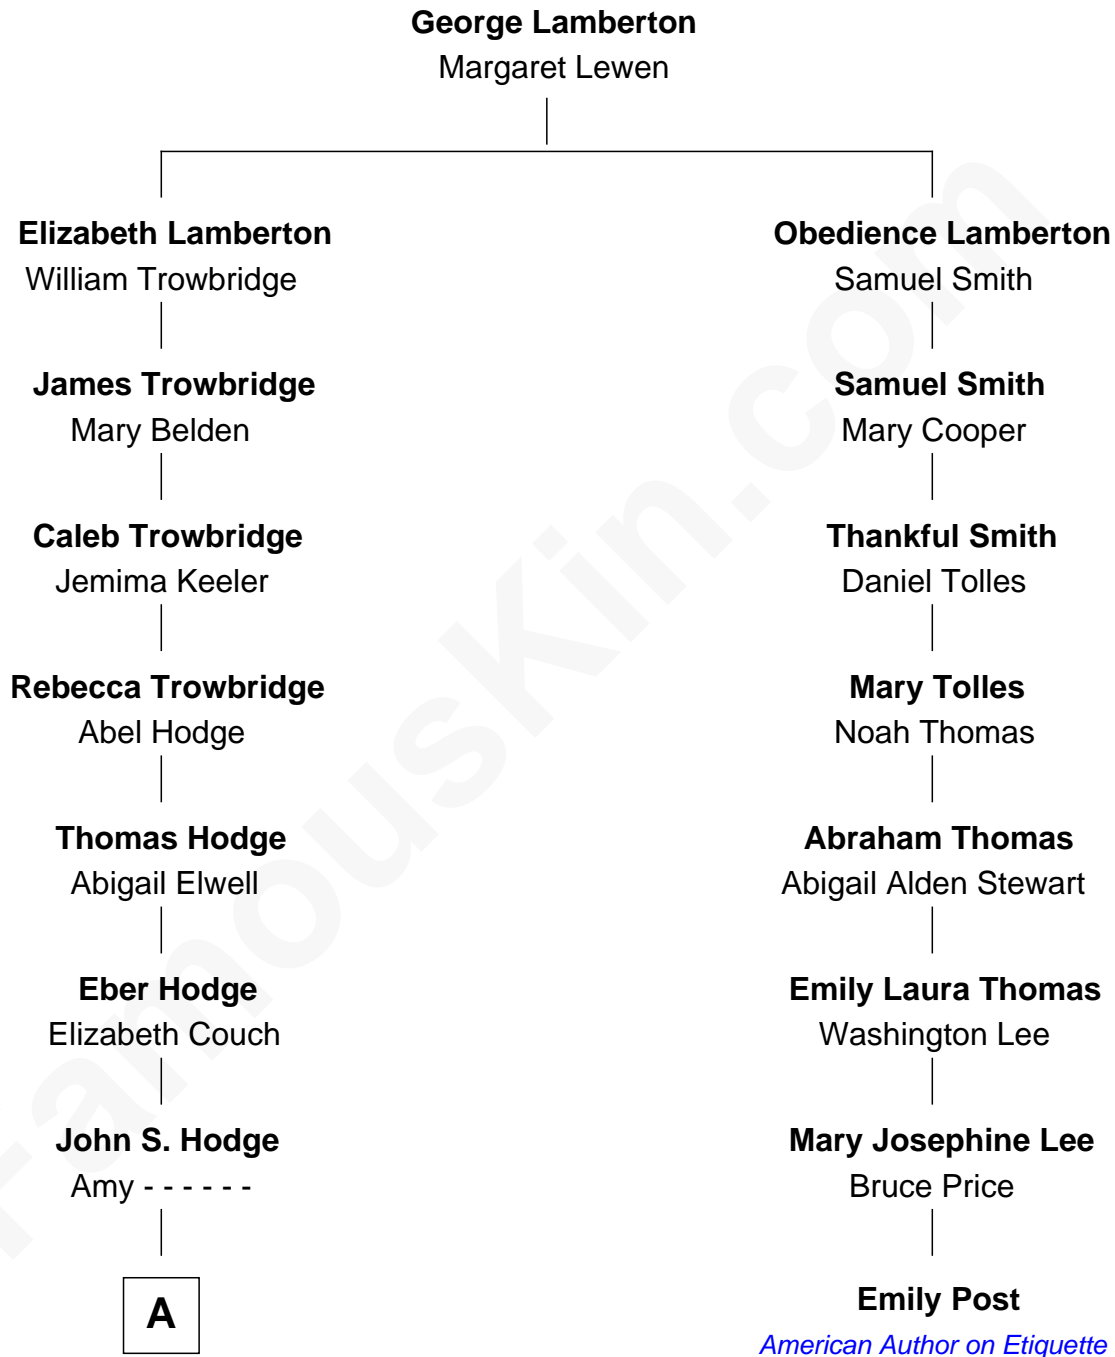 George Lamberton
Margaret Lewen
Elizabeth Lamberton
William Trowbridge
James Trowbridge
Mary Belden
Caleb Trowbridge
Jemima Keeler
Rebecca Trowbridge
Abel Hodge
Thomas Hodge
Abigail Elwell
Eber Hodge
Elizabeth Couch
John S. Hodge
Amy - - - - - -
A
Obedience Lamberton
Samuel Smith
Samuel Smith
Mary Cooper
Thankful Smith
Daniel Tolles
Mary Tolles
Noah Thomas
Abraham Thomas
Abigail Alden Stewart
Emily Laura Thomas
Washington Lee
Mary Josephine Lee
Bruce Price
Emily Post
American Author on Etiquette
FamousKin.com